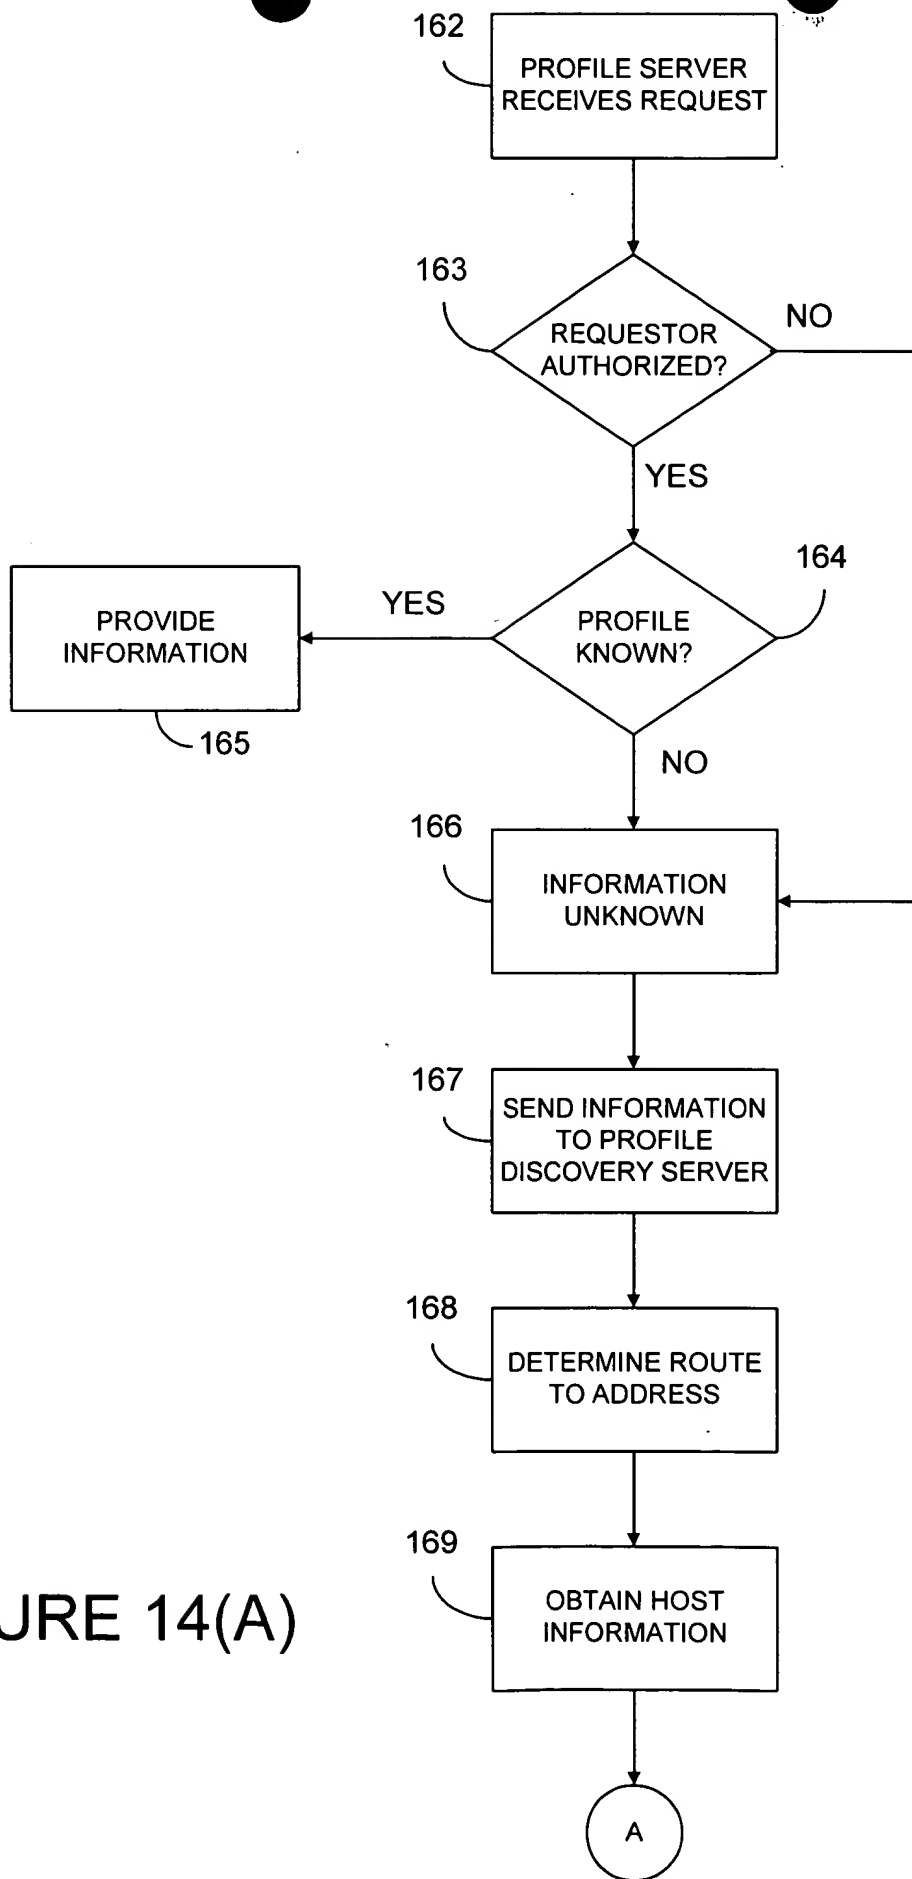 162
PROFILE SERVER
RECEIVES REQUEST
163
REQUESTOR
AUTHORIZED?
NO
YES
164
PROFILE
KNOWN?
YES
PROVIDE
INFORMATION
165
NO
166
INFORMATION
UNKNOWN
167
SEND INFORMATION
TO PROFILE
DISCOVERY SERVER
168
DETERMINE ROUTE
TO ADDRESS
169
OBTAIN HOST
INFORMATION
URE 14(A)
A